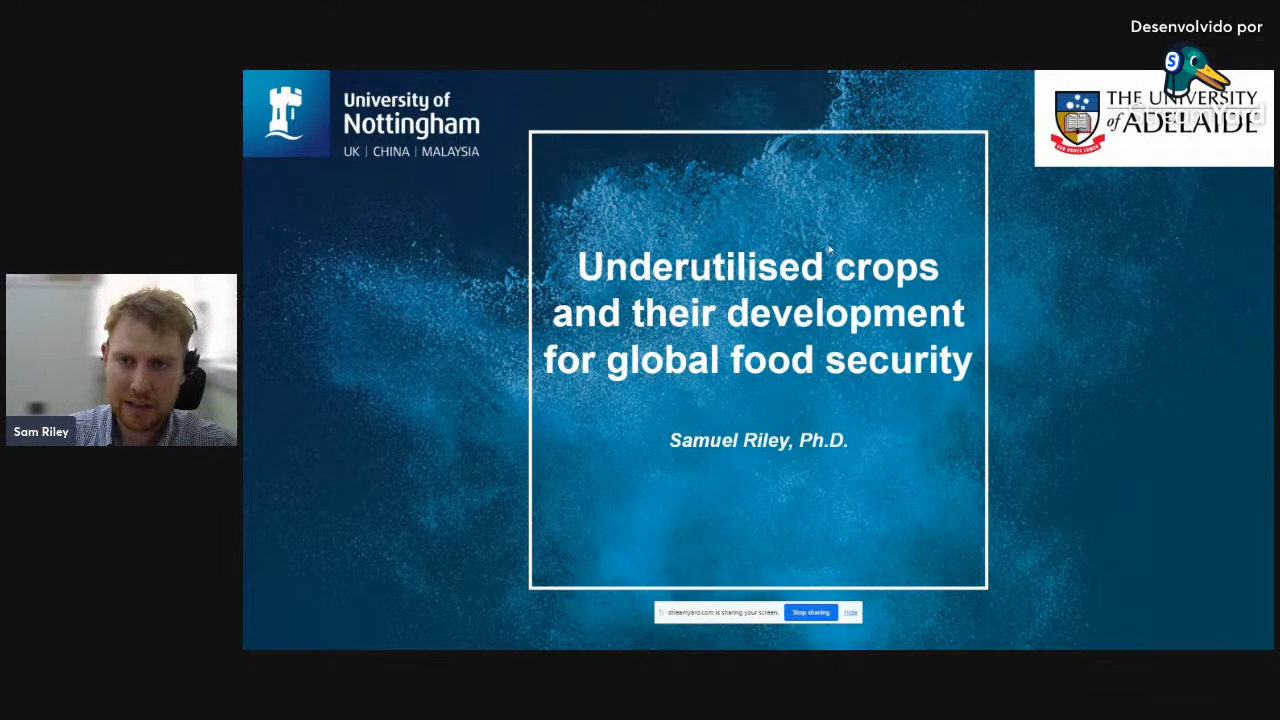 Desenvolvido por
S
StreamYard
University of
Nottingham
UK | CHINA | MALAYSIA
THE UNIVERSITY
of ADELAIDE
Underutilised crops
and their development
for global food security
Samuel Riley, Ph.D.
Sam Riley
streamyard.com is sharing your screen.
Stop sharing
Hide